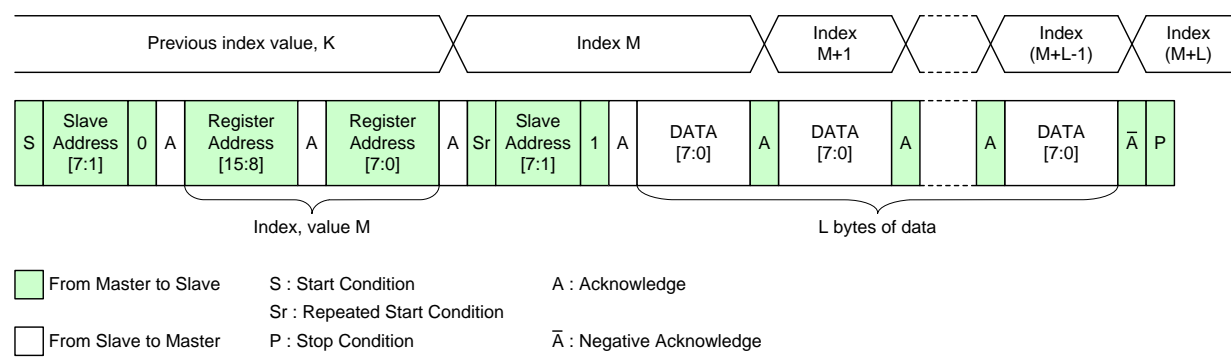 Previous index value, K
Index M
Index
M+1
Index
(M+L-1)
Index
(M+L)
S
Slave
Address
[7:1]
0
A
Register
Address
[15:8]
A
Register
Address
[7:0]
A
Sr
Slave
Address
[7:1]
1
A
DATA
[7:0]
A
DATA
[7:0]
A
A
DATA
[7:0]
A̅
P
Index, value M
L bytes of data
From Master to Slave
S : Start Condition
A : Acknowledge
Sr : Repeated Start Condition
From Slave to Master
P : Stop Condition
A̅ : Negative Acknowledge